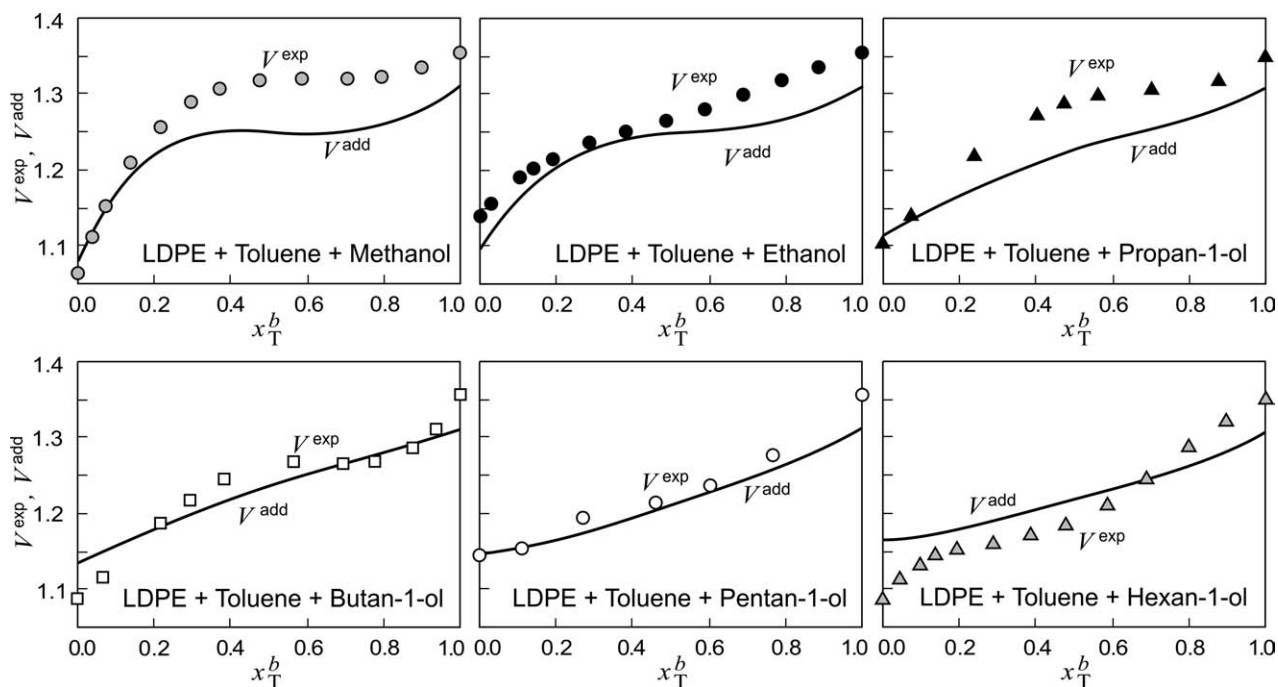 1.4
1.3
1.2
1.1
V^exp, V^add
V^exp
V^add
LDPE + Toluene + Methanol
0.0 0.2 0.4 0.6 0.8 1.0
x_T^b
V^exp
V^add
LDPE + Toluene + Ethanol
0.0 0.2 0.4 0.6 0.8 1.0
x_T^b
V^exp
V^add
LDPE + Toluene + Propan-1-ol
0.0 0.2 0.4 0.6 0.8 1.0
x_T^b
1.4
1.3
1.2
1.1
V^exp, V^add
V^exp
V^add
LDPE + Toluene + Butan-1-ol
0.0 0.2 0.4 0.6 0.8 1.0
x_T^b
V^exp
V^add
LDPE + Toluene + Pentan-1-ol
0.0 0.2 0.4 0.6 0.8 1.0
x_T^b
V^add
V^exp
LDPE + Toluene + Hexan-1-ol
0.0 0.2 0.4 0.6 0.8 1.0
x_T^b